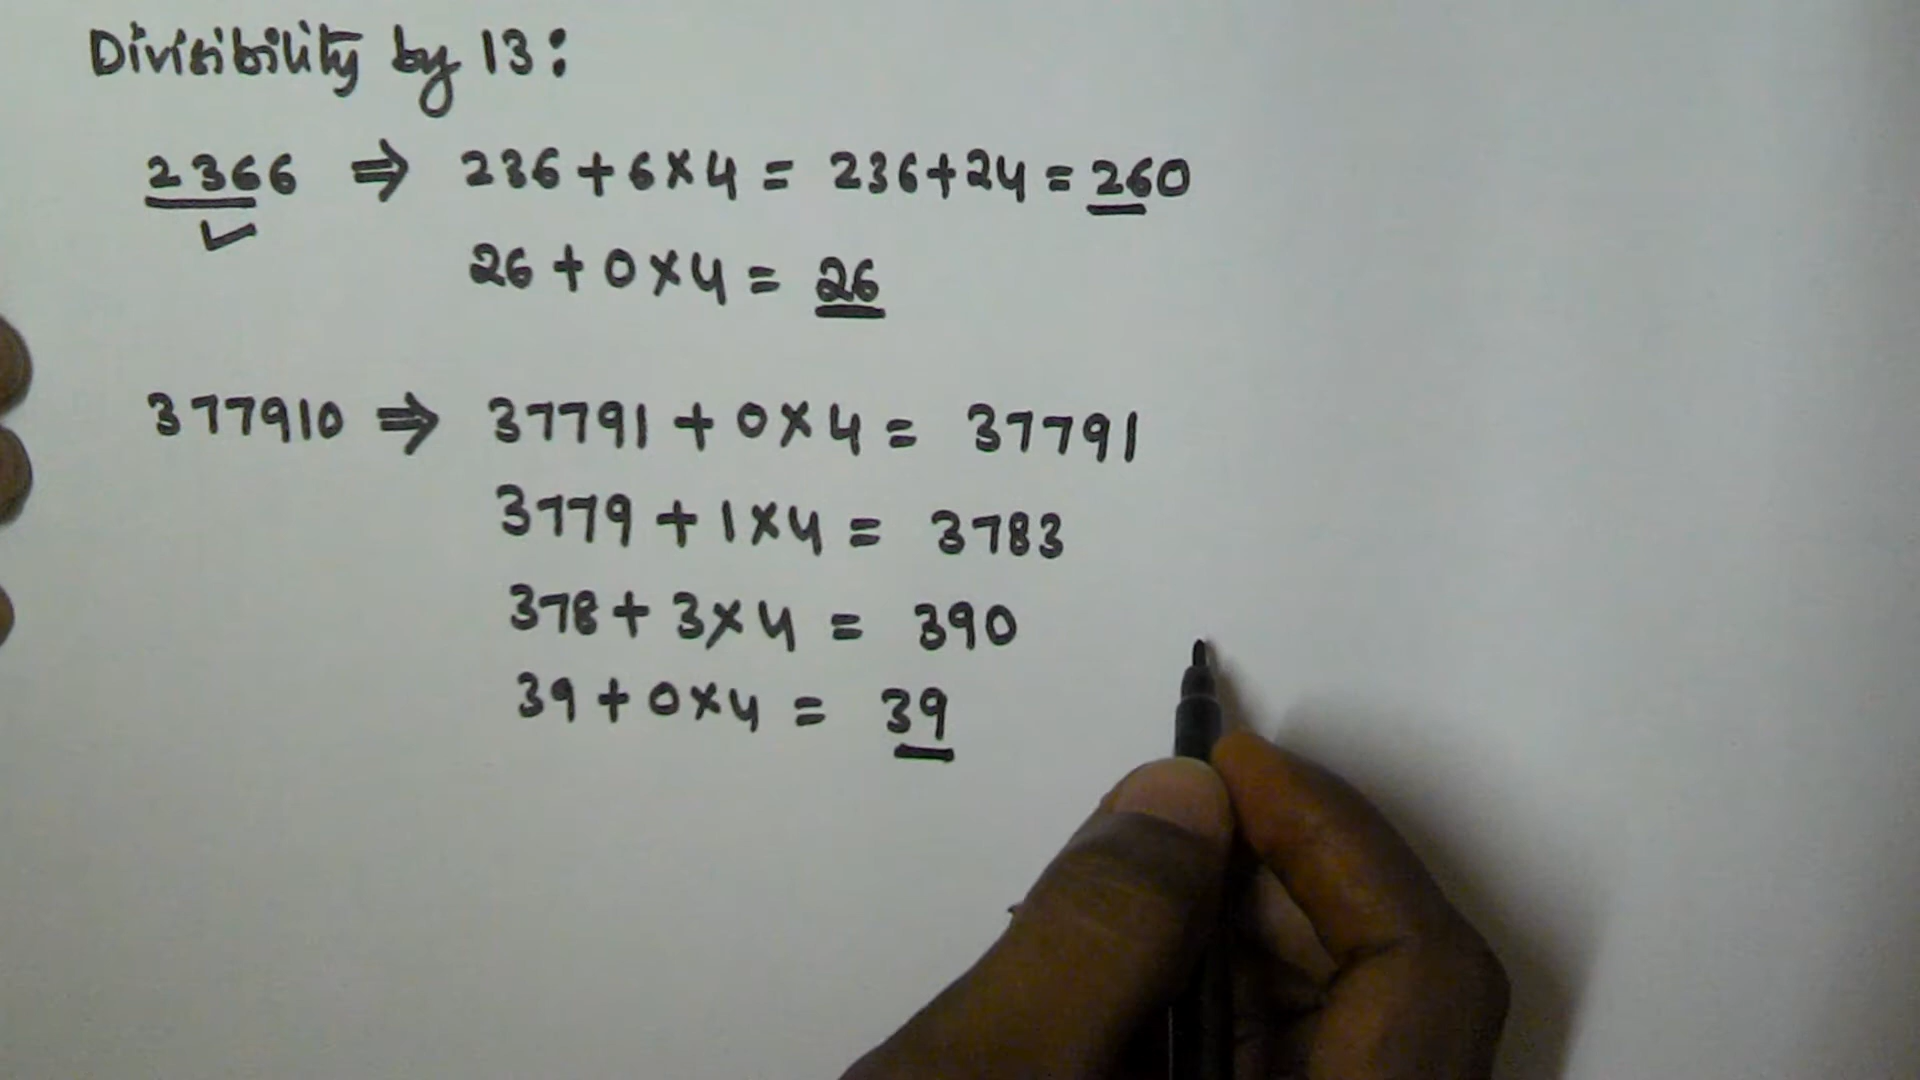 Divisibility by 13:
2366 ⇒ 236 + 6 × 4 = 236 + 24 = 260
26 + 0 × 4 = 26
377910 ⇒ 37791 + 0 × 4 = 37791
3779 + 1 × 4 = 3783
378 + 3 × 4 = 390
39 + 0 × 4 = 39